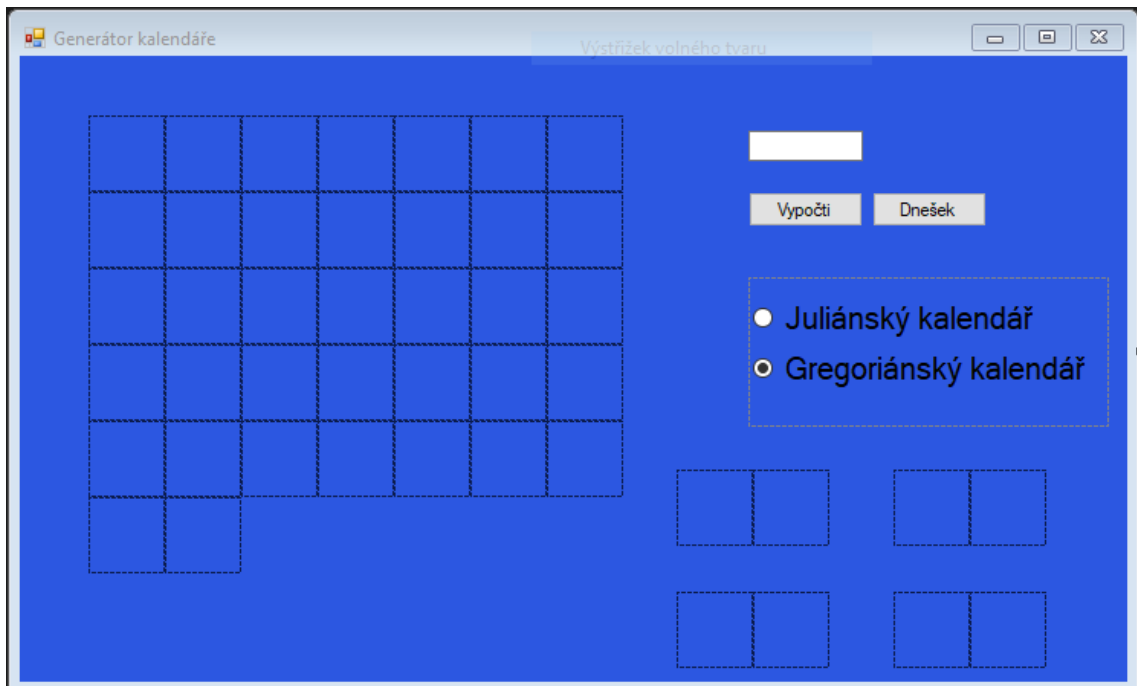 Generátor kalendáře
Výstřižek volného tvaru
Vypočti
Dnešek
Juliánský kalendář
Gregoriánský kalendář